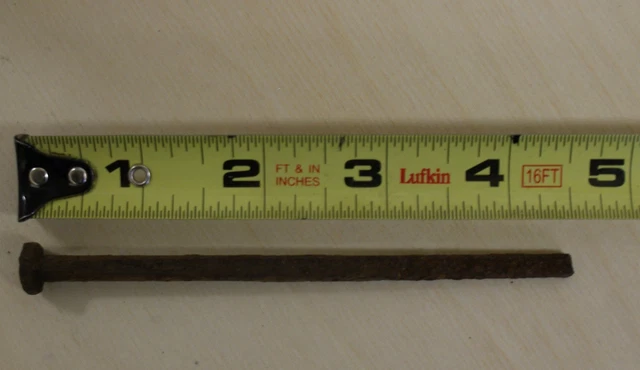 1 2 FT & IN 3 Lufkin 4 16FT 5
INCHES